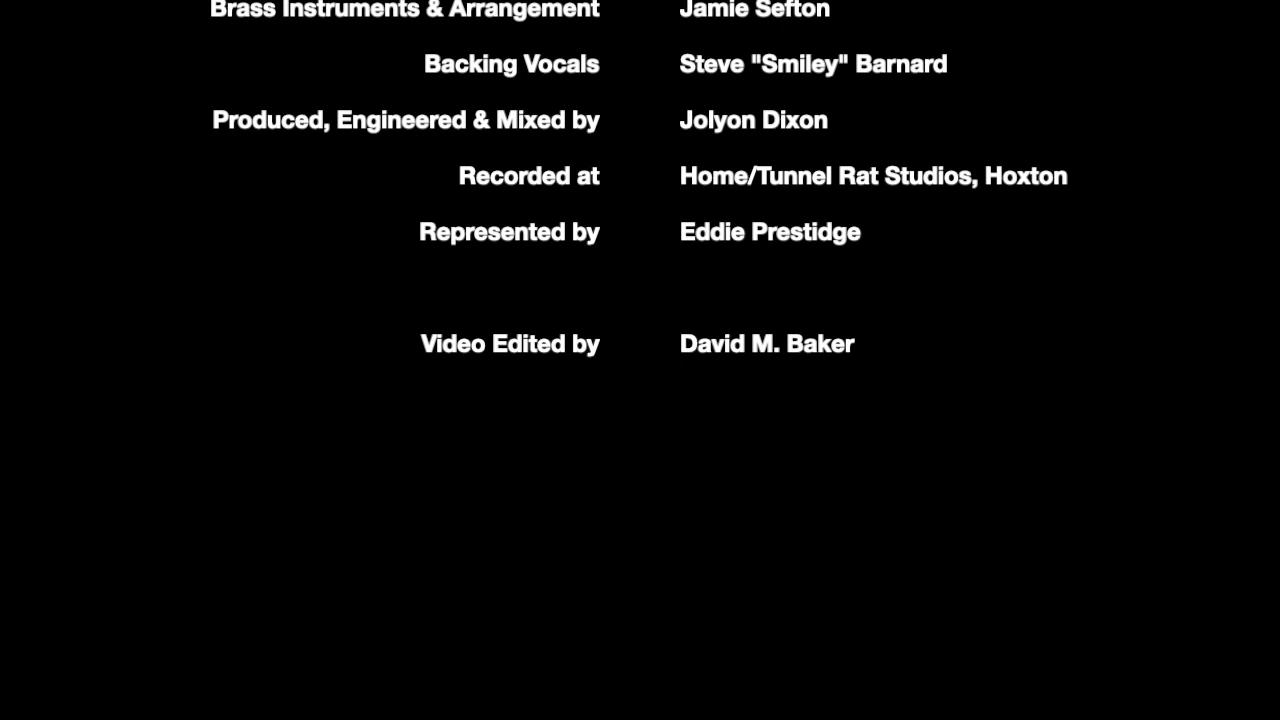 Brass Instruments & Arrangement Jamie Sefton
Backing Vocals Steve "Smiley" Barnard
Produced, Engineered & Mixed by Jolyon Dixon
Recorded at Home/Tunnel Rat Studios, Hoxton
Represented by Eddie Prestidge
Video Edited by David M. Baker